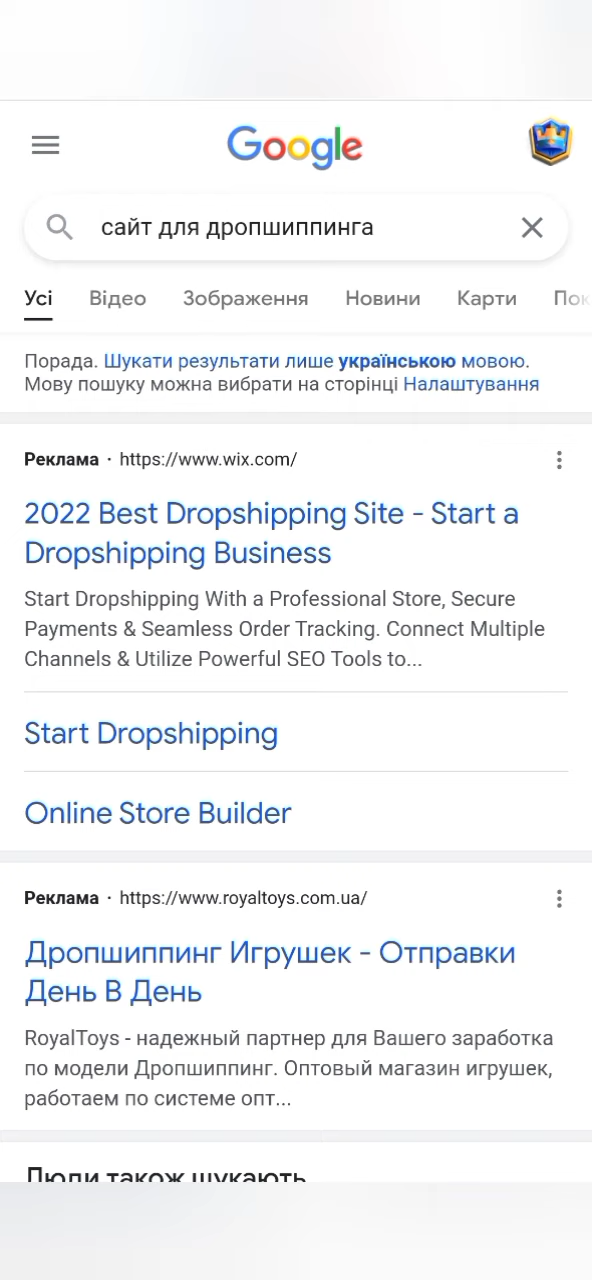 Google
сайт для дропшиппинга
Усі Відео Зображення Новини Карти Пок
Порада. Шукати результати лише українською мовою.
Мову пошуку можна вибрати на сторінці Налаштування
Реклама · https://www.wix.com/
2022 Best Dropshipping Site - Start a
Dropshipping Business
Start Dropshipping With a Professional Store, Secure
Payments & Seamless Order Tracking. Connect Multiple
Channels & Utilize Powerful SEO Tools to...
Start Dropshipping
Online Store Builder
Реклама · https://www.royaltoys.com.ua/
Дропшиппинг Игрушек - Отправки
День В День
RoyalToys - надежный партнер для Вашего заработка
по модели Дропшиппинг. Оптовый магазин игрушек,
работаем по системе опт...
Люди також шукають